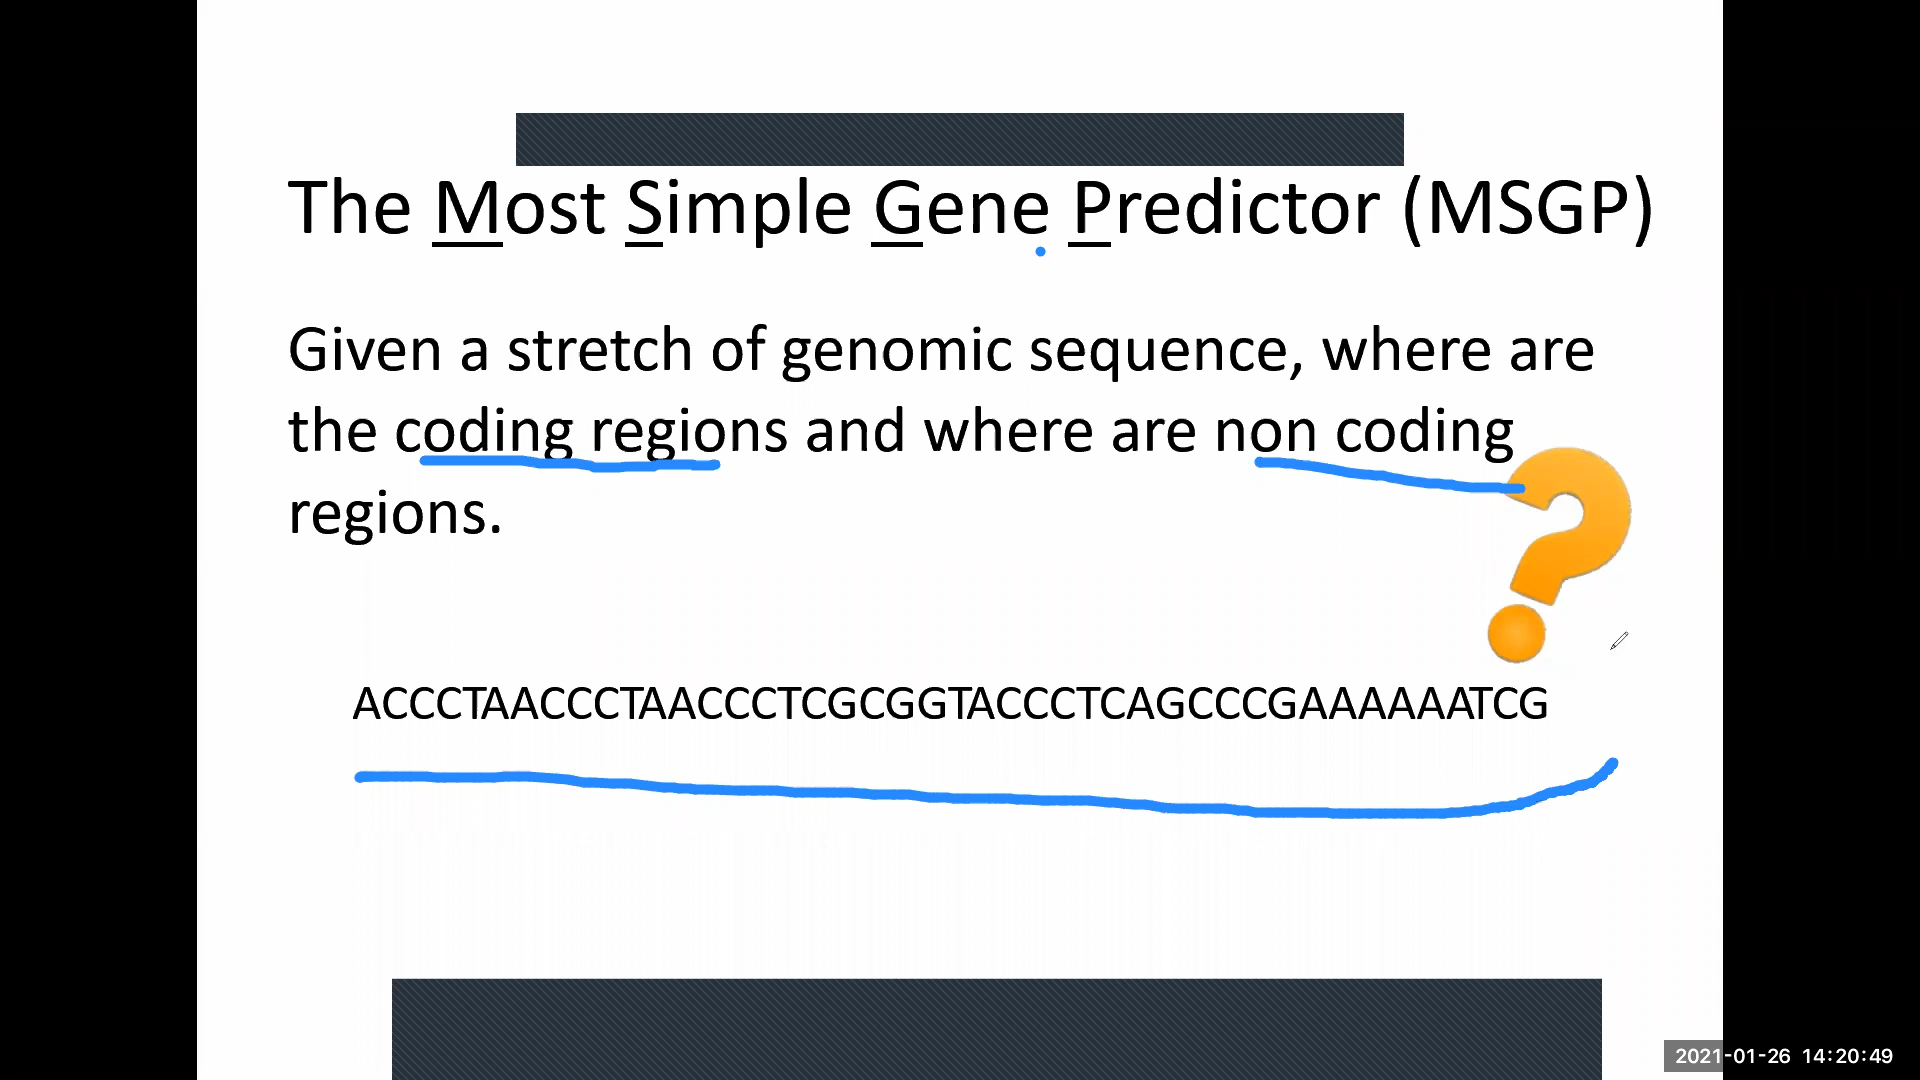 The Most Simple Gene Predictor (MSGP)
Given a stretch of genomic sequence, where are
the coding regions and where are non coding
regions.
?
ACCCTAACCCTAACCCTCGCGGTACCCTCAGCCCGAAAAAATCG
2021-01-26 14:20:49